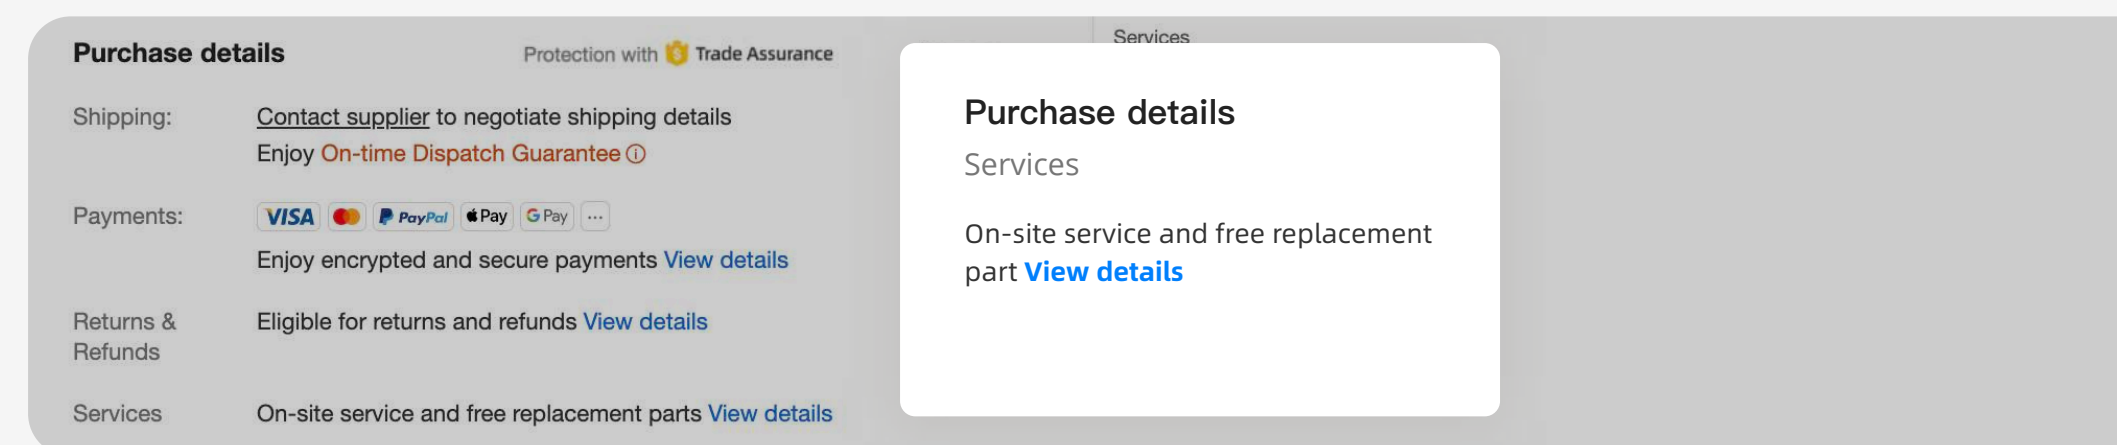 Purchase details
Protection with Trade Assurance
Shipping:
Contact supplier to negotiate shipping details
Enjoy On-time Dispatch Guarantee
Payments:
VISA PayPal Pay G Pay ...
Enjoy encrypted and secure payments View details
Returns &
Refunds
Eligible for returns and refunds View details
Services
On-site service and free replacement parts View details
Services
Purchase details
Services
On-site service and free replacement
part View details